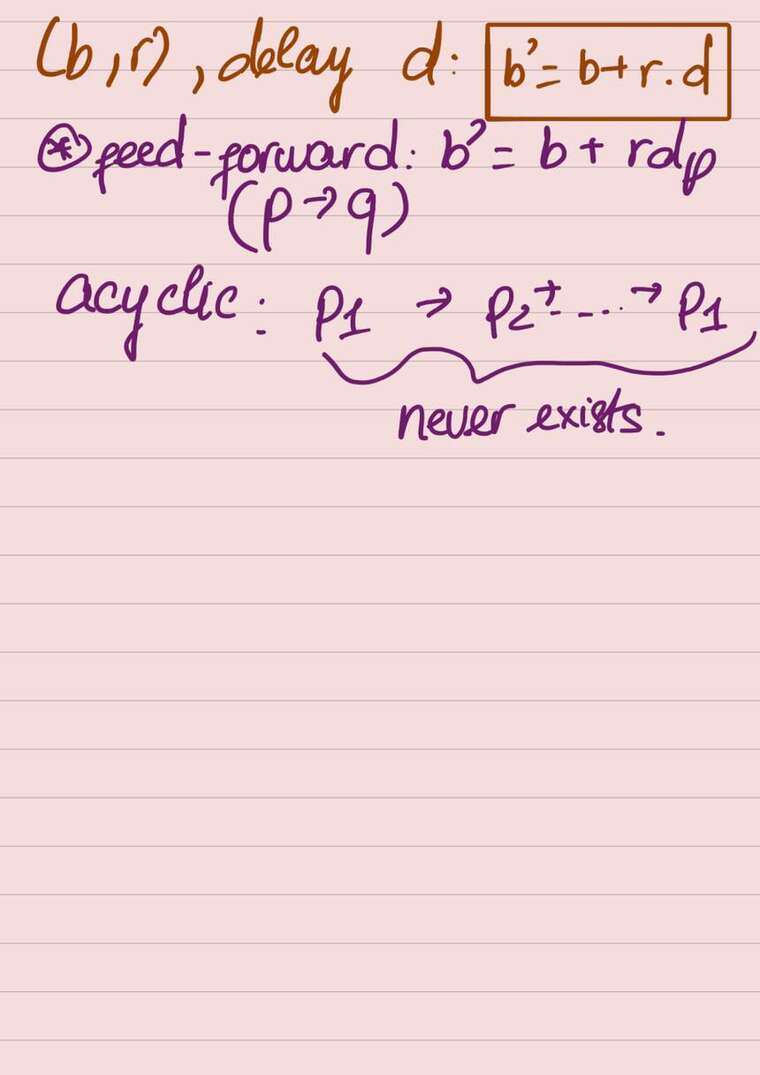 (b,r), delay d: b'= b+r.d
⊛ feed-forward: b' = b + rdp
(p→q)
acyclic: p1 → p2→ ...→ p1
never exists.